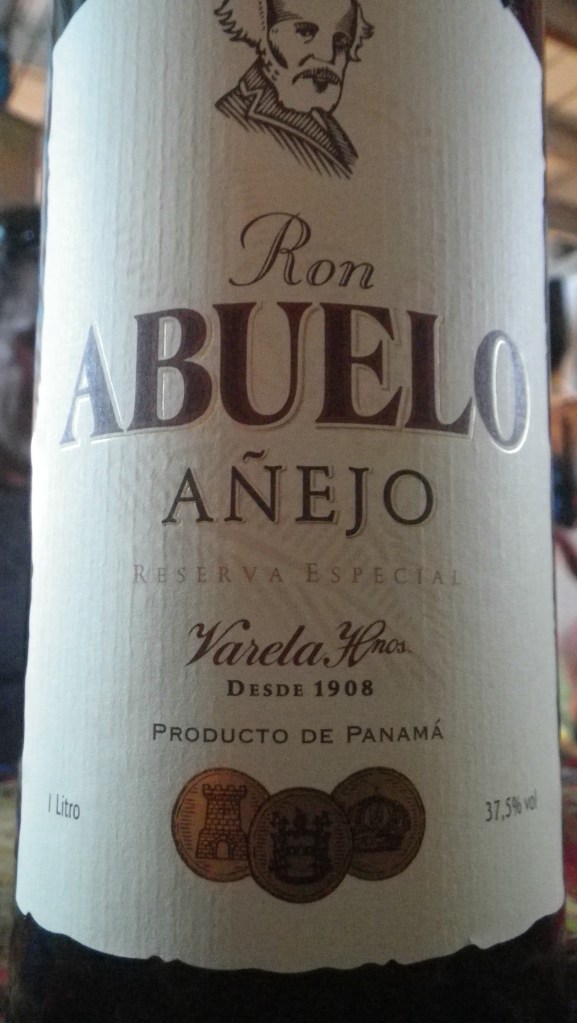 Ron
ABUELO
AÑEJO
RESERVA ESPECIAL
Varela Hnos.
DESDE 1908
PRODUCTO DE PANAMÁ
1 Litro
37,5% vol